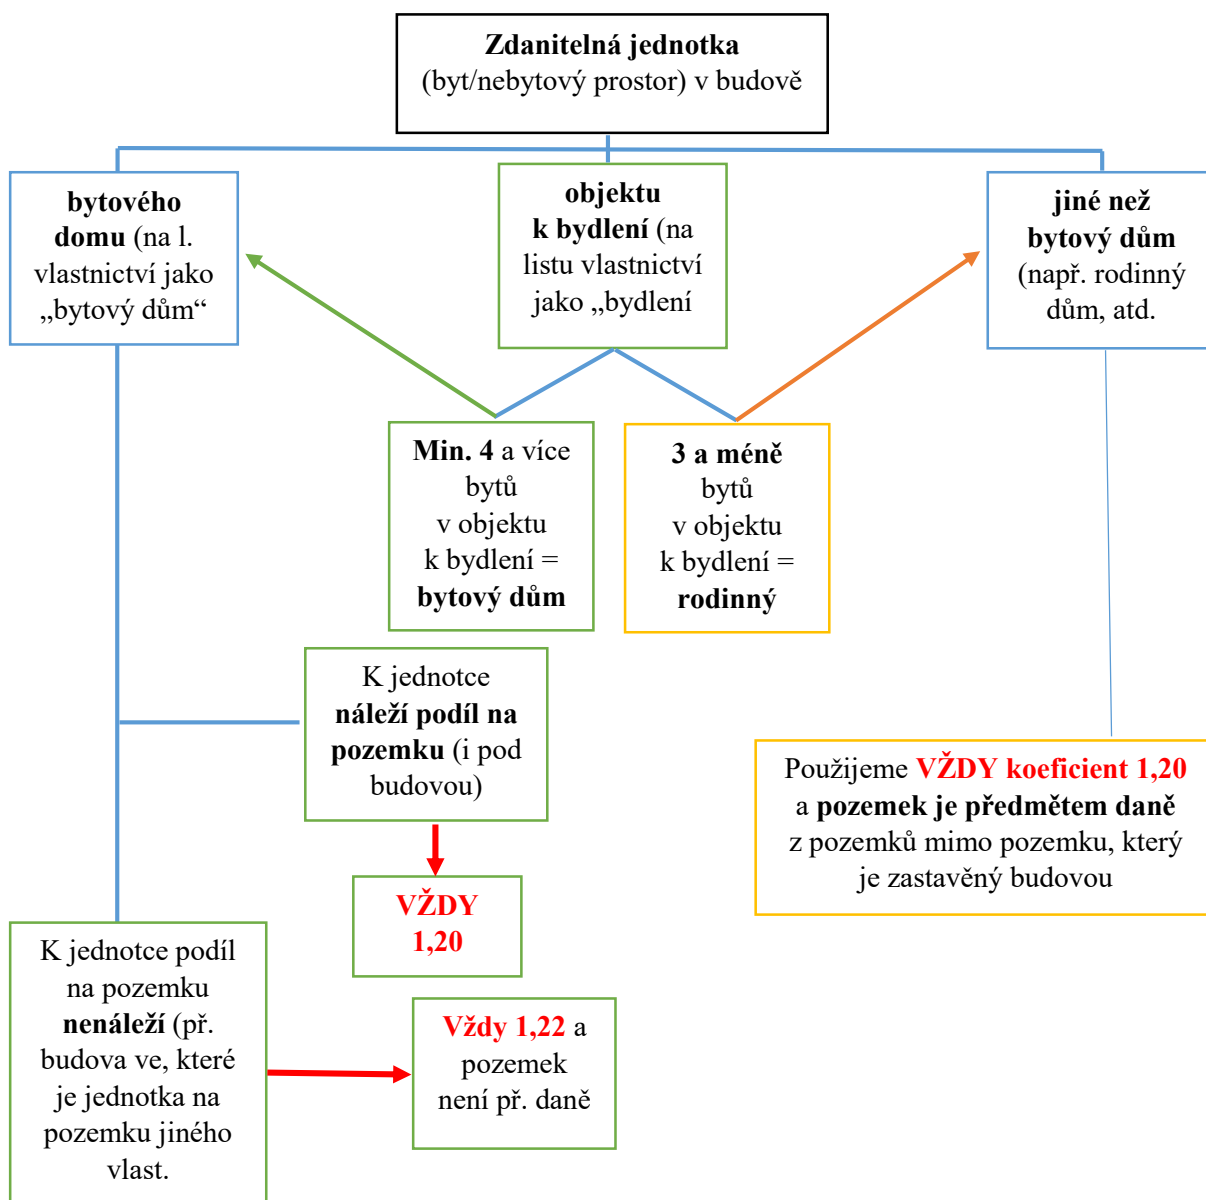 Zdanitelná jednotka
(byt/nebytový prostor) v budově
bytového
domu (na l.
vlastnictví jako
„bytový dům“
objektu
k bydlení (na
listu vlastnictví
jako „bydlení
jiné než
bytový dům
(např. rodinný
dům, atd.
Min. 4 a více
bytů
v objektu
k bydlení =
bytový dům
3 a méně
bytů
v objektu
k bydlení =
rodinný
K jednotce
náleží podíl na
pozemku (i pod
budovou)
Použijeme VŽDY koeficient 1,20
a pozemek je předmětem daně
z pozemků mimo pozemku, který
je zastavěný budovou
VŽDY
1,20
K jednotce podíl
na pozemku
nenáleží (př.
budova ve, které
je jednotka na
pozemku jiného
vlast.
Vždy 1,22 a
pozemek
není př. daně